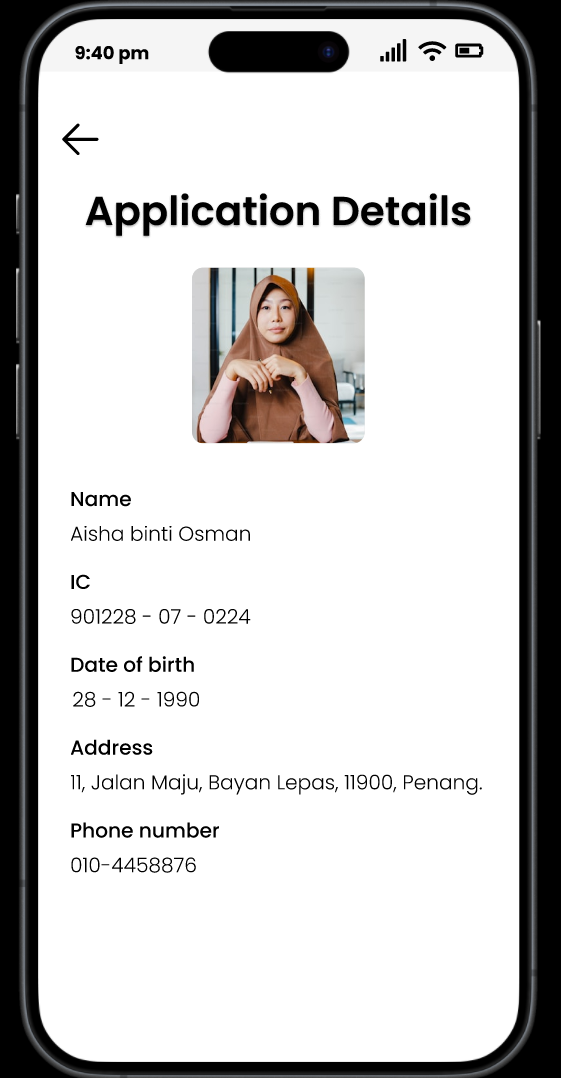 9:40 pm
Application Details
Name
Aisha binti Osman
IC
901228 - 07 - 0224
Date of birth
28 - 12 - 1990
Address
11, Jalan Maju, Bayan Lepas, 11900, Penang.
Phone number
010-4458876